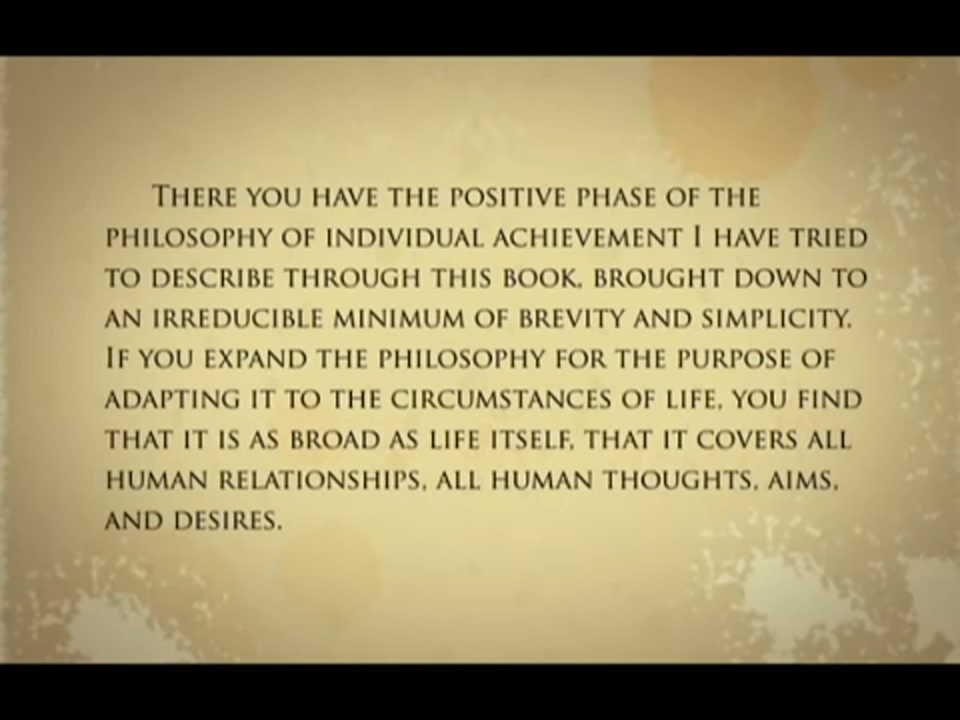 There you have the positive phase of the
philosophy of individual achievement I have tried
to describe through this book, brought down to
an irreducible minimum of brevity and simplicity.
If you expand the philosophy for the purpose of
adapting it to the circumstances of life, you find
that it is as broad as life itself, that it covers all
human relationships, all human thoughts, aims,
and desires.